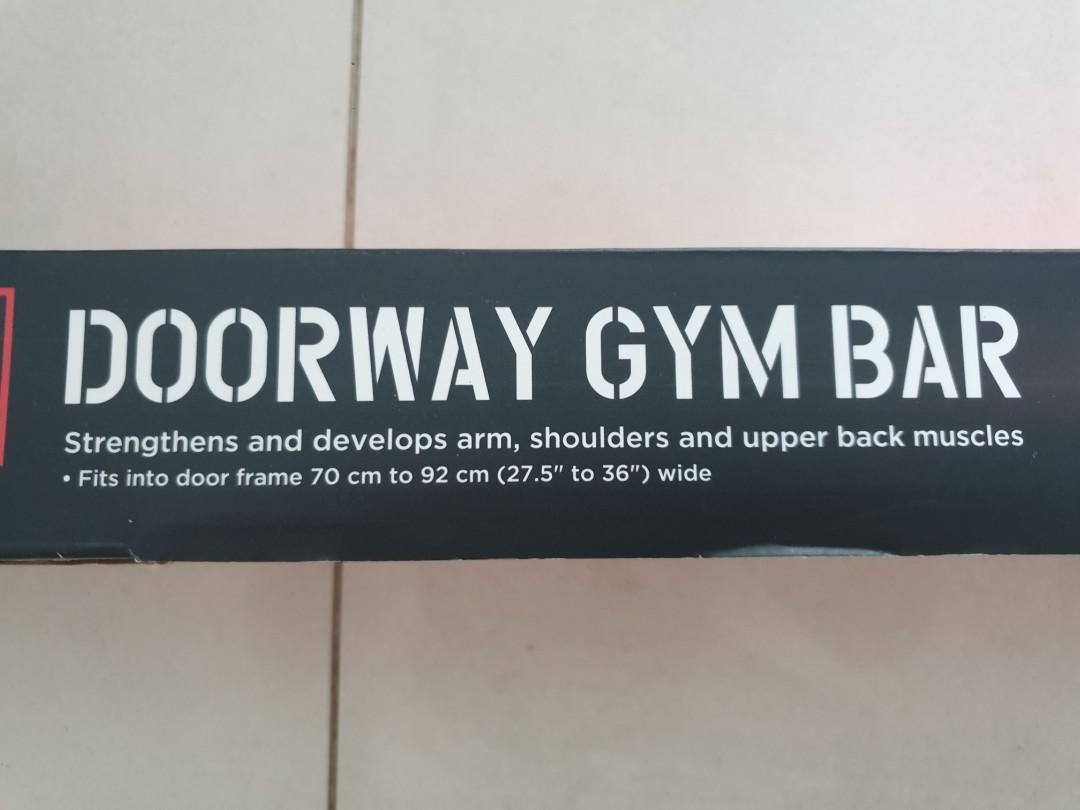 DOORWAY GYM BAR
Strengthens and develops arm, shoulders and upper back muscles
• Fits into door frame 70 cm to 92 cm (27.5" to 36") wide